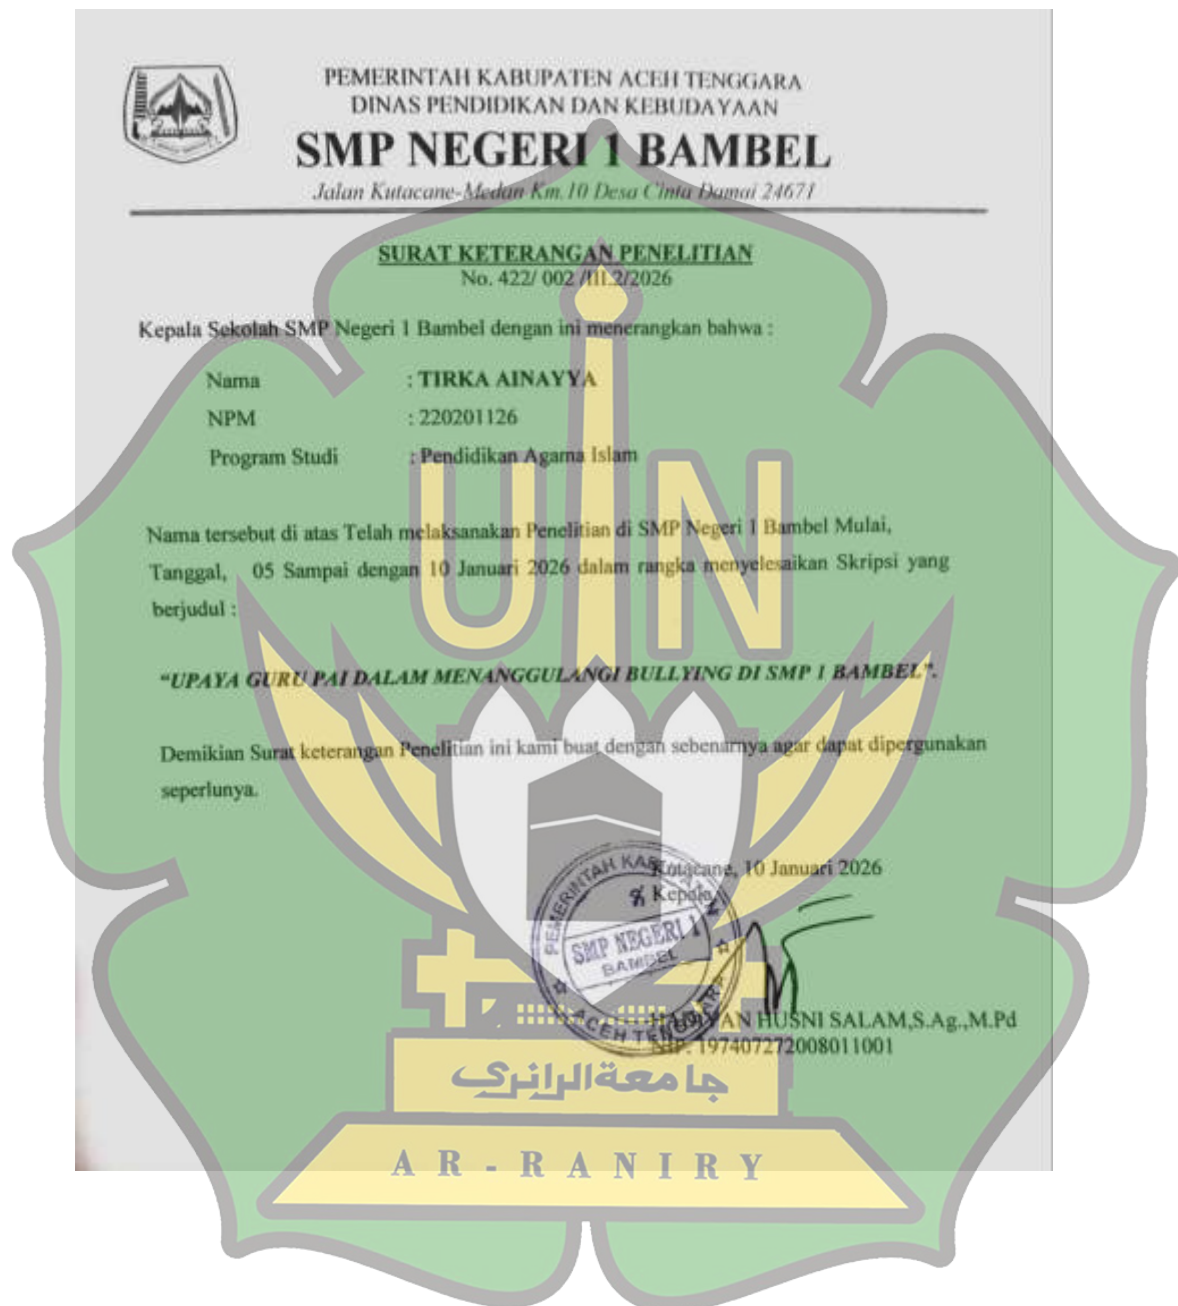 PEMERINTAH KABUPATEN ACEH TENGGARA
DINAS PENDIDIKAN DAN KEBUDAYAAN
SMP NEGERI 1 BAMBEL
Jalan Kutacane-Medan Km.10 Desa Cinta Damai 24671
SURAT KETERANGAN PENELITIAN
No. 422/ 002 /III.2/2026
Kepala Sekolah SMP Negeri 1 Bambel dengan ini menerangkan bahwa :
Nama : TIRKA AINAYYA
NPM : 220201126
Program Studi : Pendidikan Agama Islam
UIN
Nama tersebut di atas Telah melaksanakan Penelitian di SMP Negeri 1 Bambel Mulai,
Tanggal, 05 Sampai dengan 10 Januari 2026 dalam rangka menyelesaikan Skripsi yang
berjudul :
“UPAYA GURU PAI DALAM MENANGGULANGI BULLYING DI SMP 1 BAMBEL”.
Demikian Surat keterangan Penelitian ini kami buat dengan sebenarnya agar dapat dipergunakan
seperlunya.
Kutacane, 10 Januari 2026
Kepala
PEMERINTAH
SMP NEGERI 1
BAMBEL
ACEH TENGGARA
HUSNI SALAM,S.Ag.,M.Pd
NIP. 197407272008011001
جامعة الرانري
AR-RANIRY